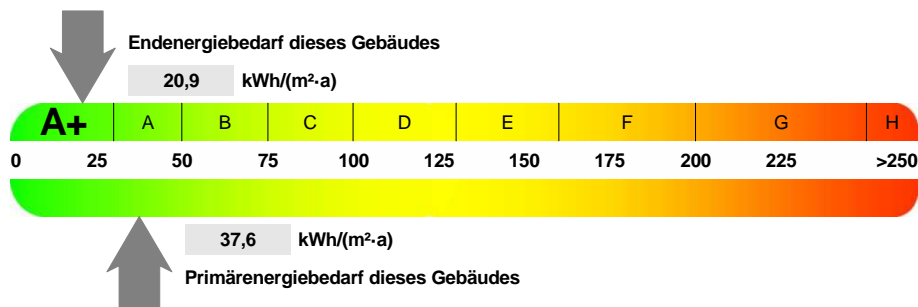 Endenergiebedarf dieses Gebäudes
20,9 kWh/(m²·a)
A+ A B C D E F G H
0 25 50 75 100 125 150 175 200 225 >250
37,6 kWh/(m²·a)
Primärenergiebedarf dieses Gebäudes